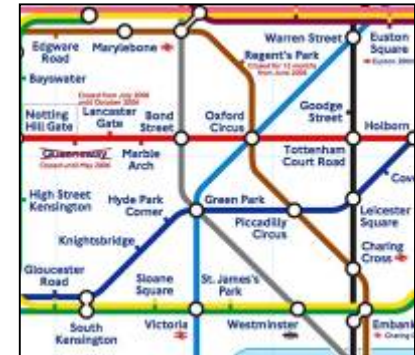 Warren Street
Euston
Square
Edgware
Road
Marylebone
Regent's Park
Closed for 12 months
from June 2006
Bayswater
Closed from July 2006
until October 2006
Goodge
Street
Notting
Hill Gate
Lancaster
Gate
Bond
Street
Oxford
Circus
Holborn
Queensway
Closed until May 2006
Marble
Arch
Tottenham
Court Road
Cov
High Street
Kensington
Hyde Park
Corner
Green Park
Piccadilly
Circus
Leicester
Square
Knightsbridge
Charing
Cross
Gloucester
Road
Sloane
Square
St. James's
Park
South
Kensington
Victoria
Westminster
Embank